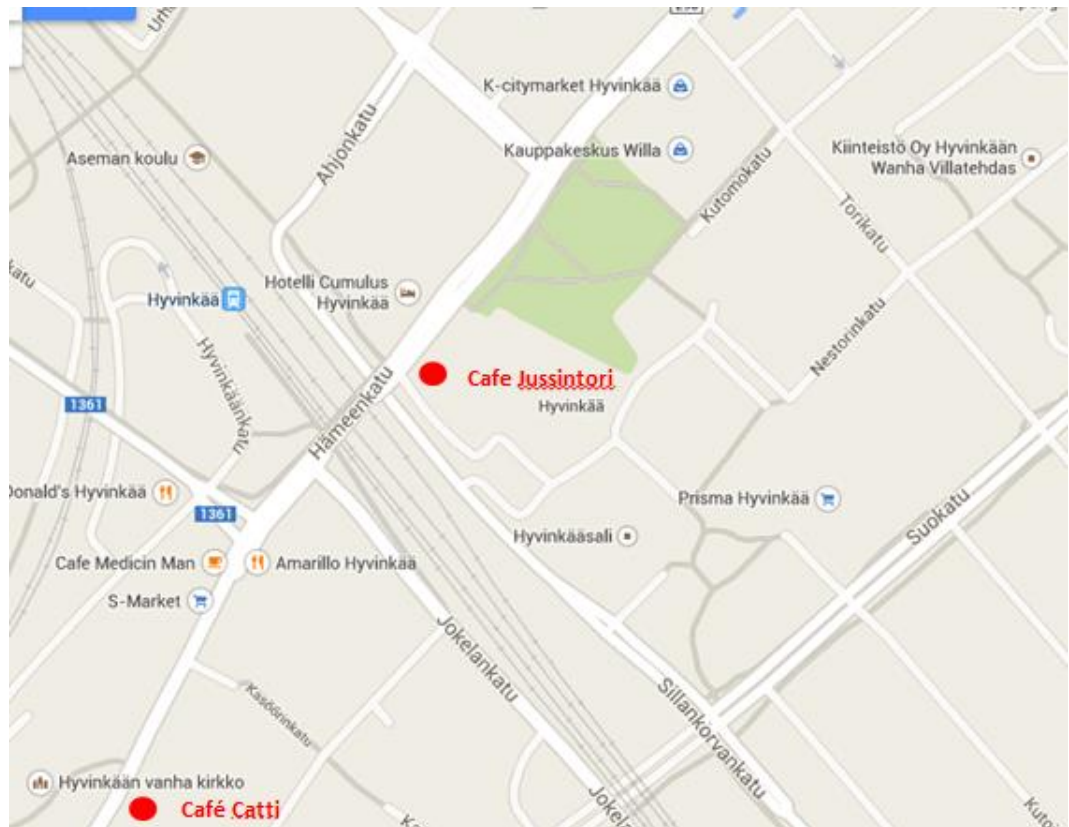 K-citymarket Hyvinkää
Ahjonkatu
Aseman koulu
Kauppakeskus Willa
Kiinteistö Oy Hyvinkään
Wanha Villatehdas
Kutomokatu
Torikatu
Hotelli Cumulus
Hyvinkää
Hyvinkää
Nestorinkatu
Cafe Jussintori
Hyvinkää
1361
Hämeenkatu
onald's Hyvinkää
Prisma Hyvinkää
1361
Suokatu
Hyvinkääsali
Cafe Medicin Man
Amarillo Hyvinkää
S-Market
Jokelankatu
Sillankorvankatu
Kasöörinkatu
Hyvinkään vanha kirkko
Café Catti